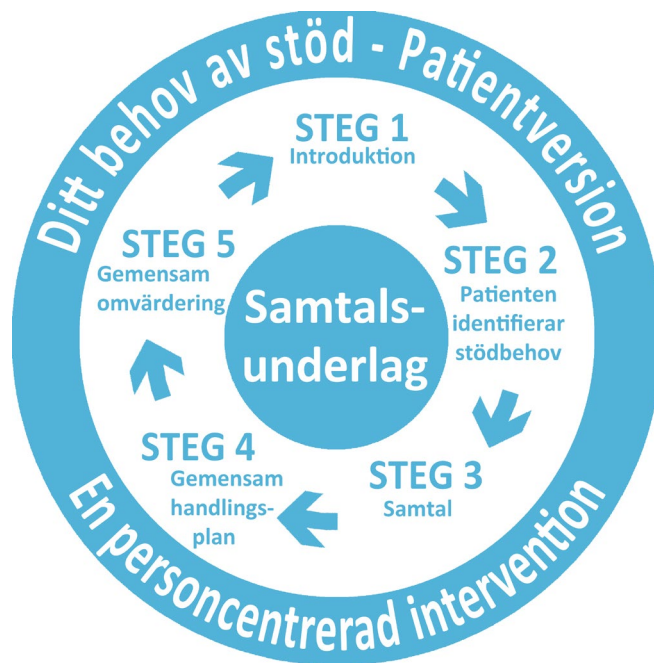 Ditt behov av stöd - Patientversion
STEG 1
Introduktion
STEG 2
Patienten
identifierar
stödbehov
STEG 3
Samtal
STEG 4
Gemensam
handlings-
plan
STEG 5
Gemensam
omvärdering
Samtals-
underlag
En personcentrerad intervention